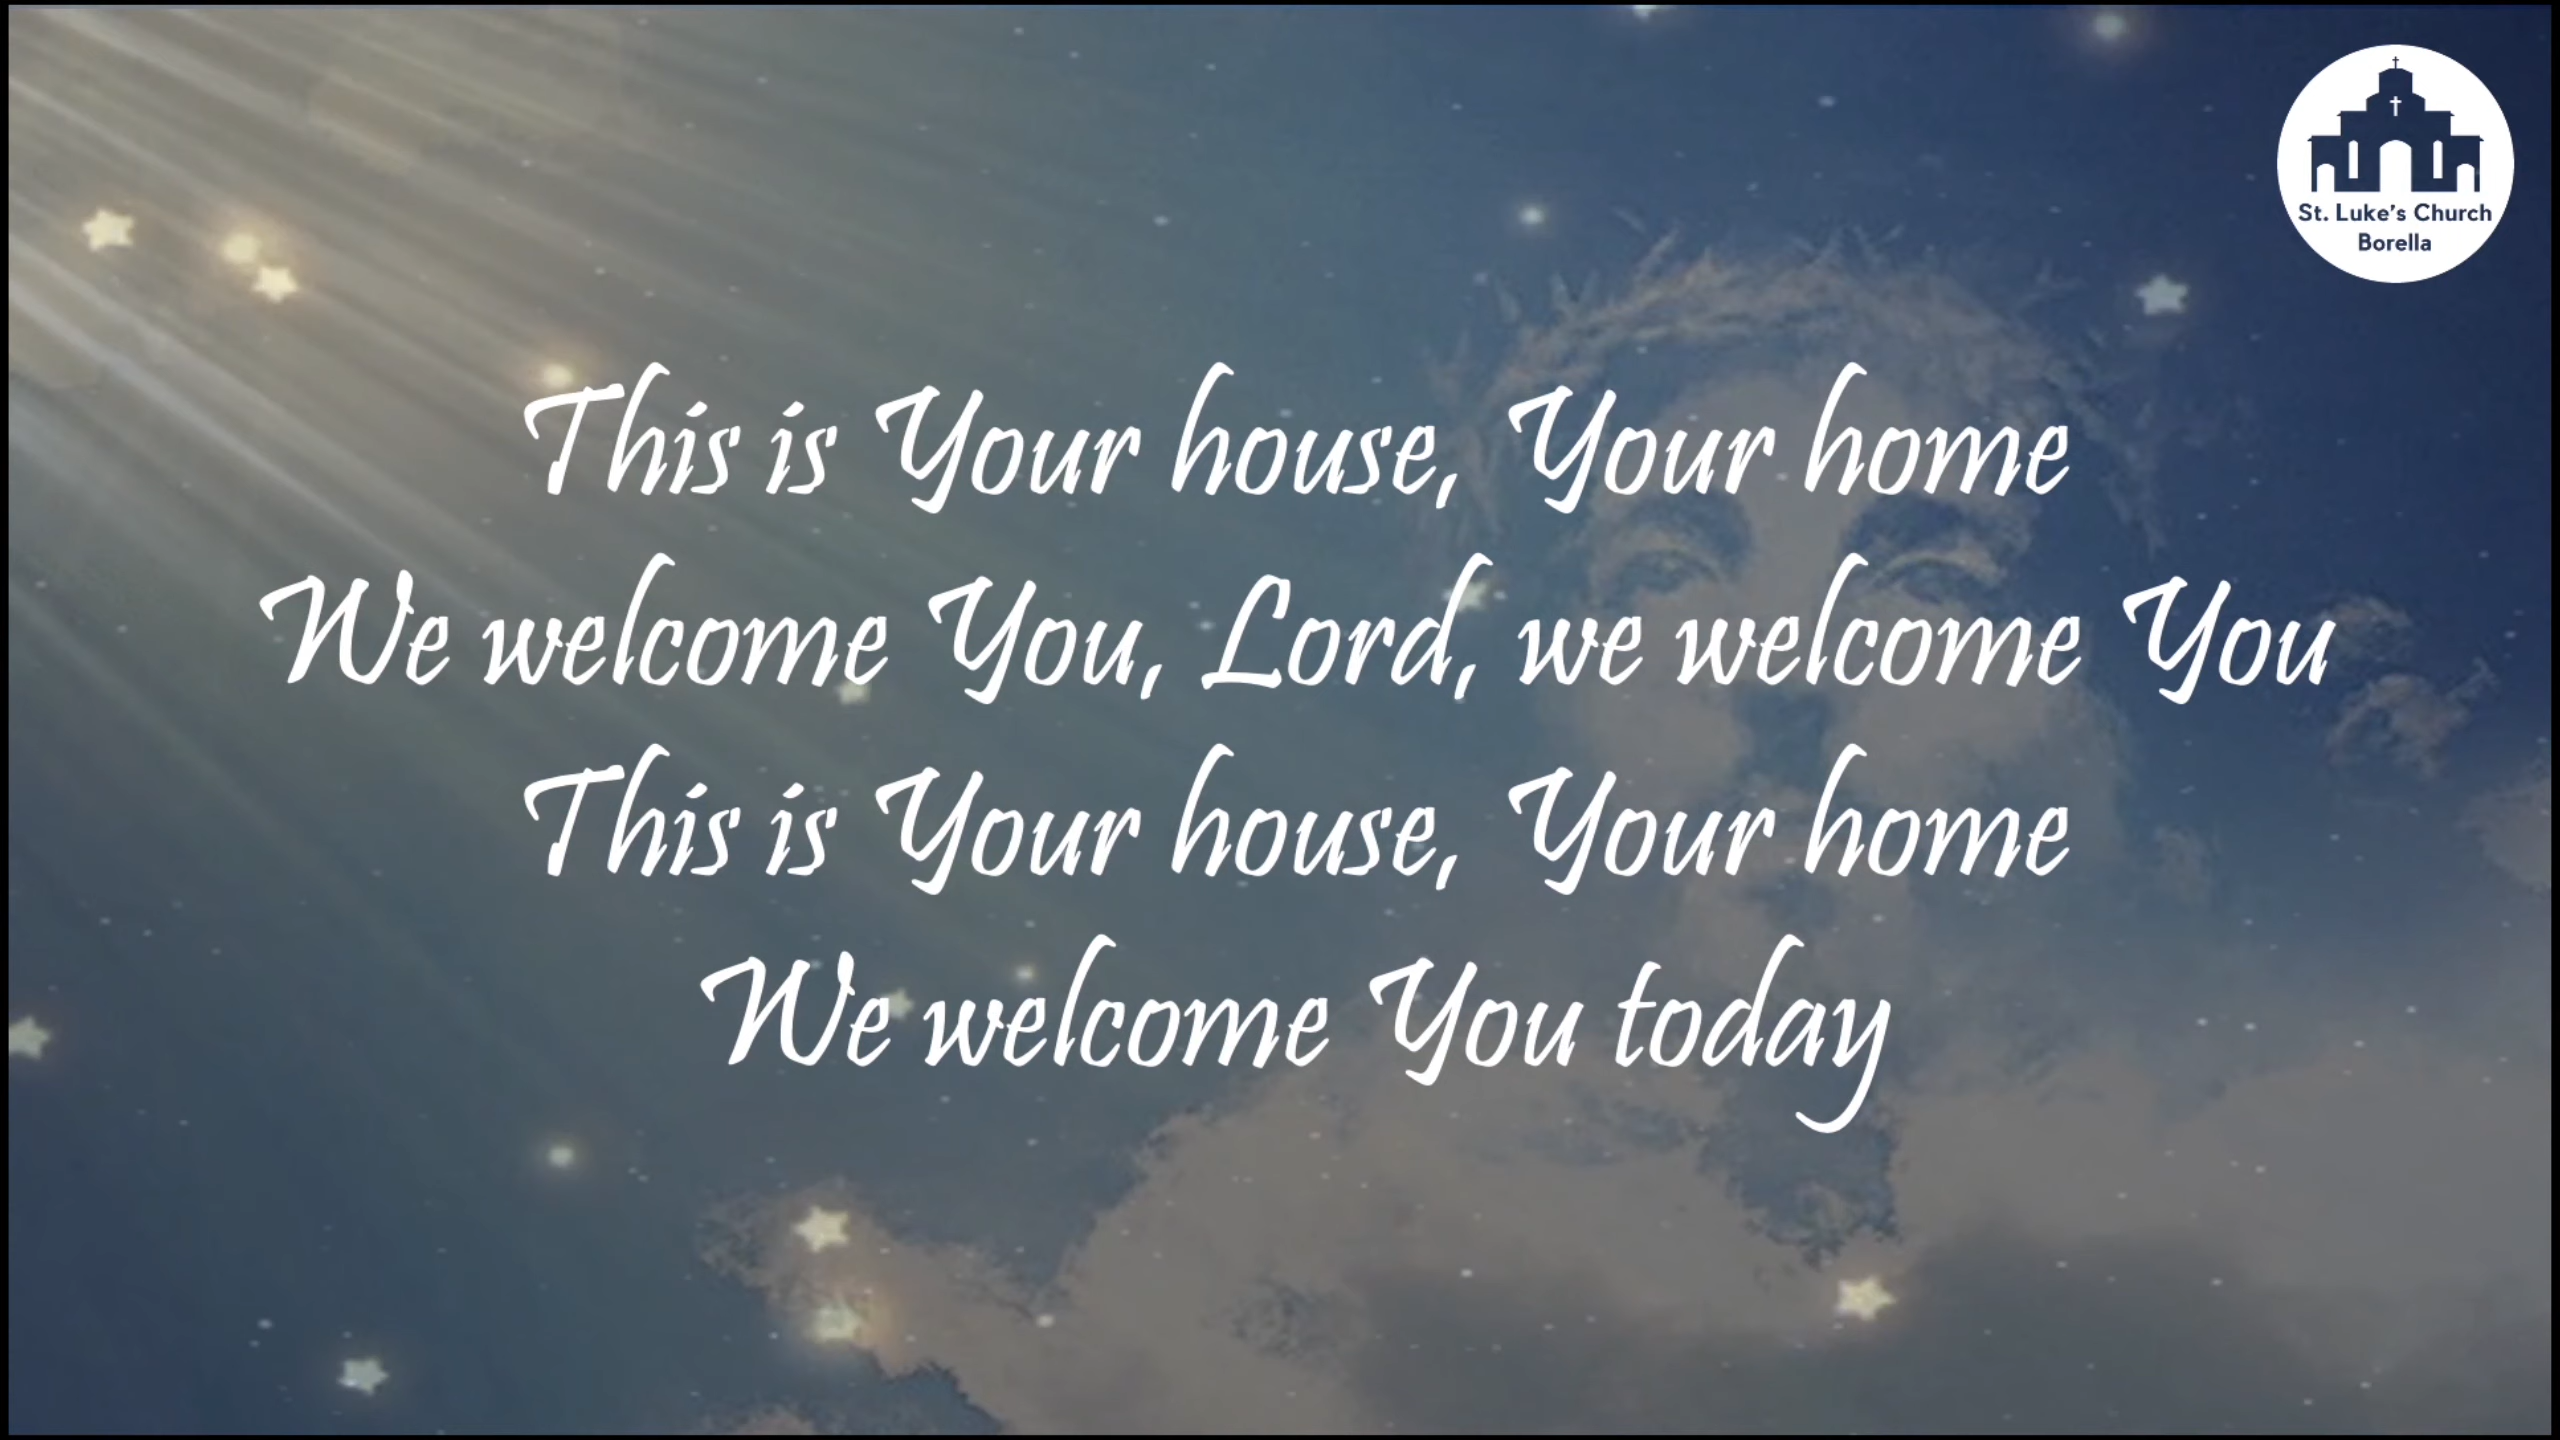 St. Luke's Church
Borella
This is Your house, Your home
We welcome You, Lord, we welcome You
This is Your house, Your home
We welcome You today